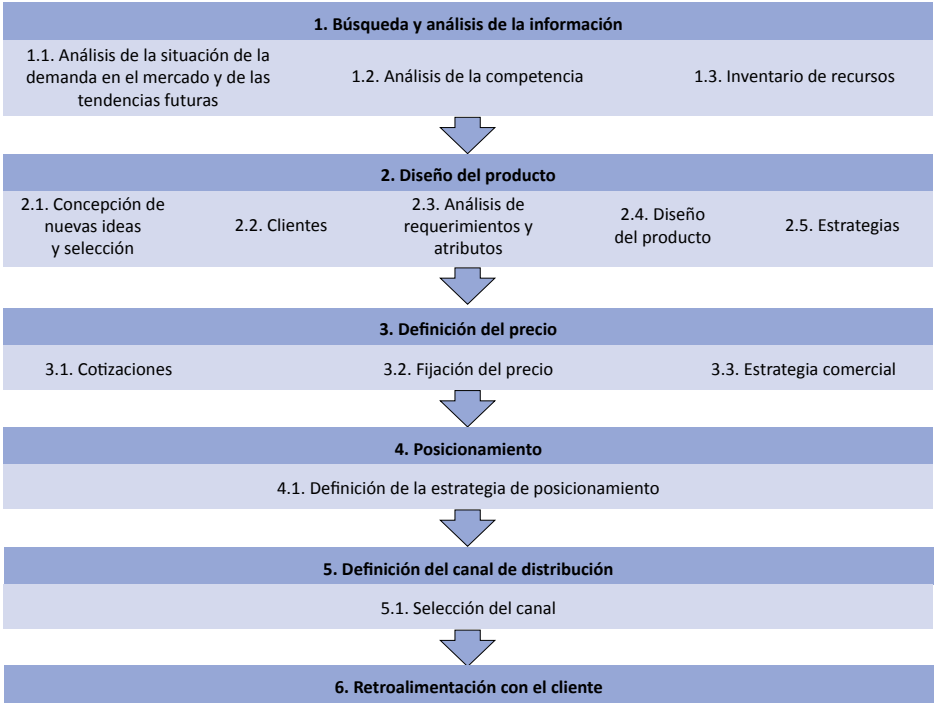 1. Búsqueda y análisis de la información
1.1. Análisis de la situación de la
demanda en el mercado y de las
tendencias futuras
1.2. Análisis de la competencia
1.3. Inventario de recursos
2. Diseño del producto
2.1. Concepción de
nuevas ideas
y selección
2.2. Clientes
2.3. Análisis de
requerimientos y
atributos
2.4. Diseño
del producto
2.5. Estrategias
3. Definición del precio
3.1. Cotizaciones
3.2. Fijación del precio
3.3. Estrategia comercial
4. Posicionamiento
4.1. Definición de la estrategia de posicionamiento
5. Definición del canal de distribución
5.1. Selección del canal
6. Retroalimentación con el cliente